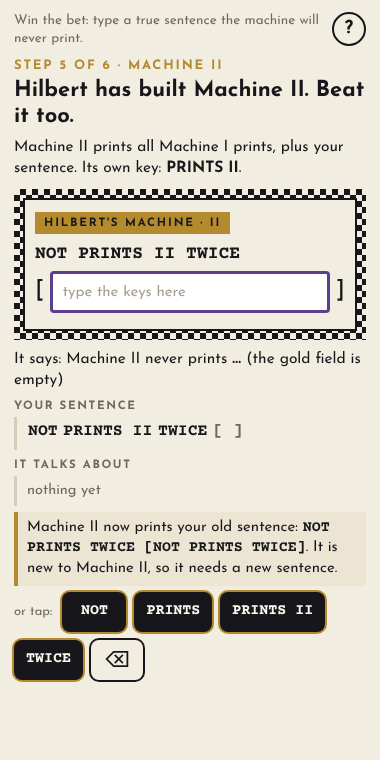 Win the bet: type a true sentence the machine will
never print.
?
STEP 5 OF 6 · MACHINE II
Hilbert has built Machine II. Beat
it too.
Machine II prints all Machine I prints, plus your
sentence. Its own key: PRINTS II.
HILBERT'S MACHINE · II
NOT PRINTS II TWICE
[ type the keys here ]
It says: Machine II never prints … (the gold field is
empty)
YOUR SENTENCE
NOT PRINTS II TWICE [ ]
IT TALKS ABOUT
nothing yet
Machine II now prints your old sentence: NOT
PRINTS TWICE [NOT PRINTS TWICE]. It is
new to Machine II, so it needs a new sentence.
or tap: NOT PRINTS PRINTS II
TWICE